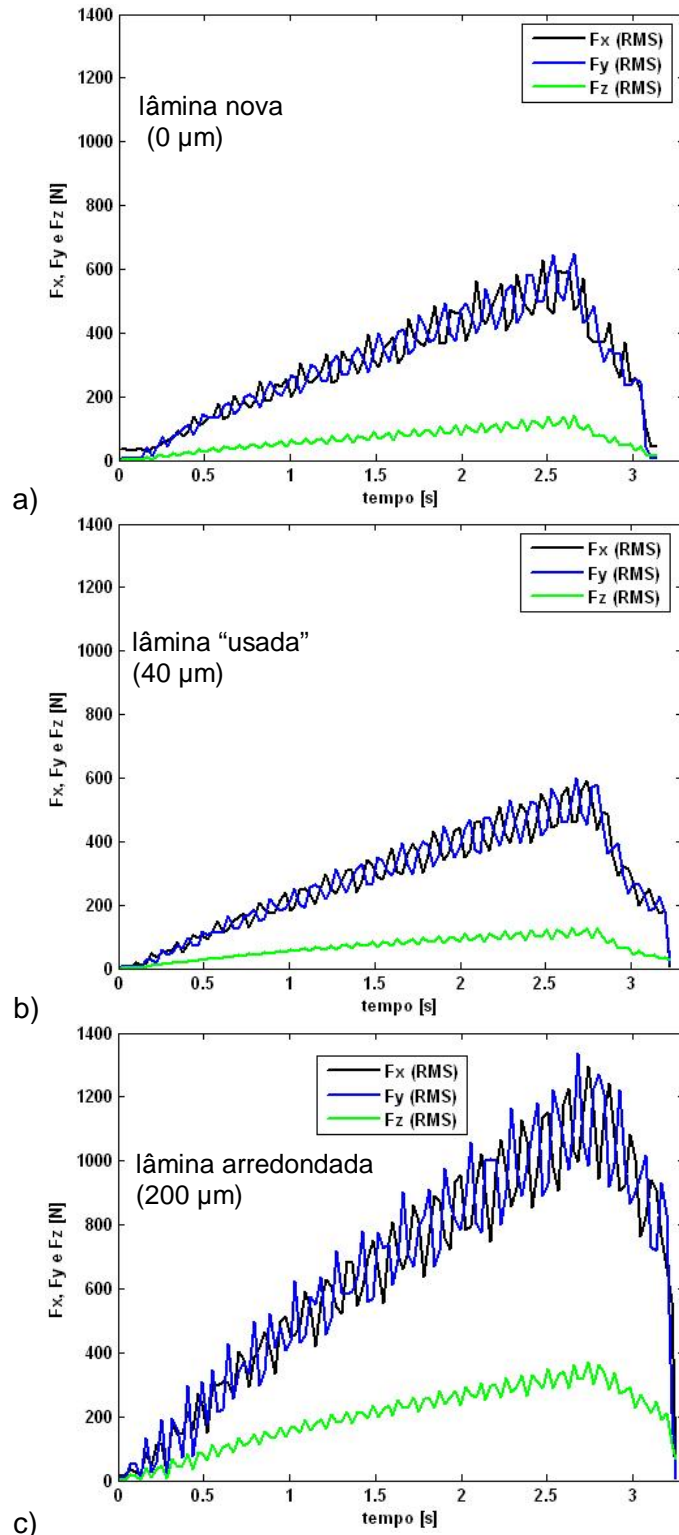 1400
1200
1000
800
600
400
200
0
Fx, Fy e Fz [N]
Fx (RMS)
Fy (RMS)
Fz (RMS)
lâmina nova
(0 µm)
0 0.5 1 1.5 2 2.5 3
tempo [s]
a)
1400
1200
1000
800
600
400
200
0
Fx, Fy e Fz [N]
Fx (RMS)
Fy (RMS)
Fz (RMS)
lâmina “usada”
(40 µm)
0 0.5 1 1.5 2 2.5 3
tempo [s]
b)
1400
1200
1000
800
600
400
200
0
Fx, Fy e Fz [N]
Fx (RMS)
Fy (RMS)
Fz (RMS)
lâmina arredondada
(200 µm)
0 0.5 1 1.5 2 2.5 3
tempo [s]
c)